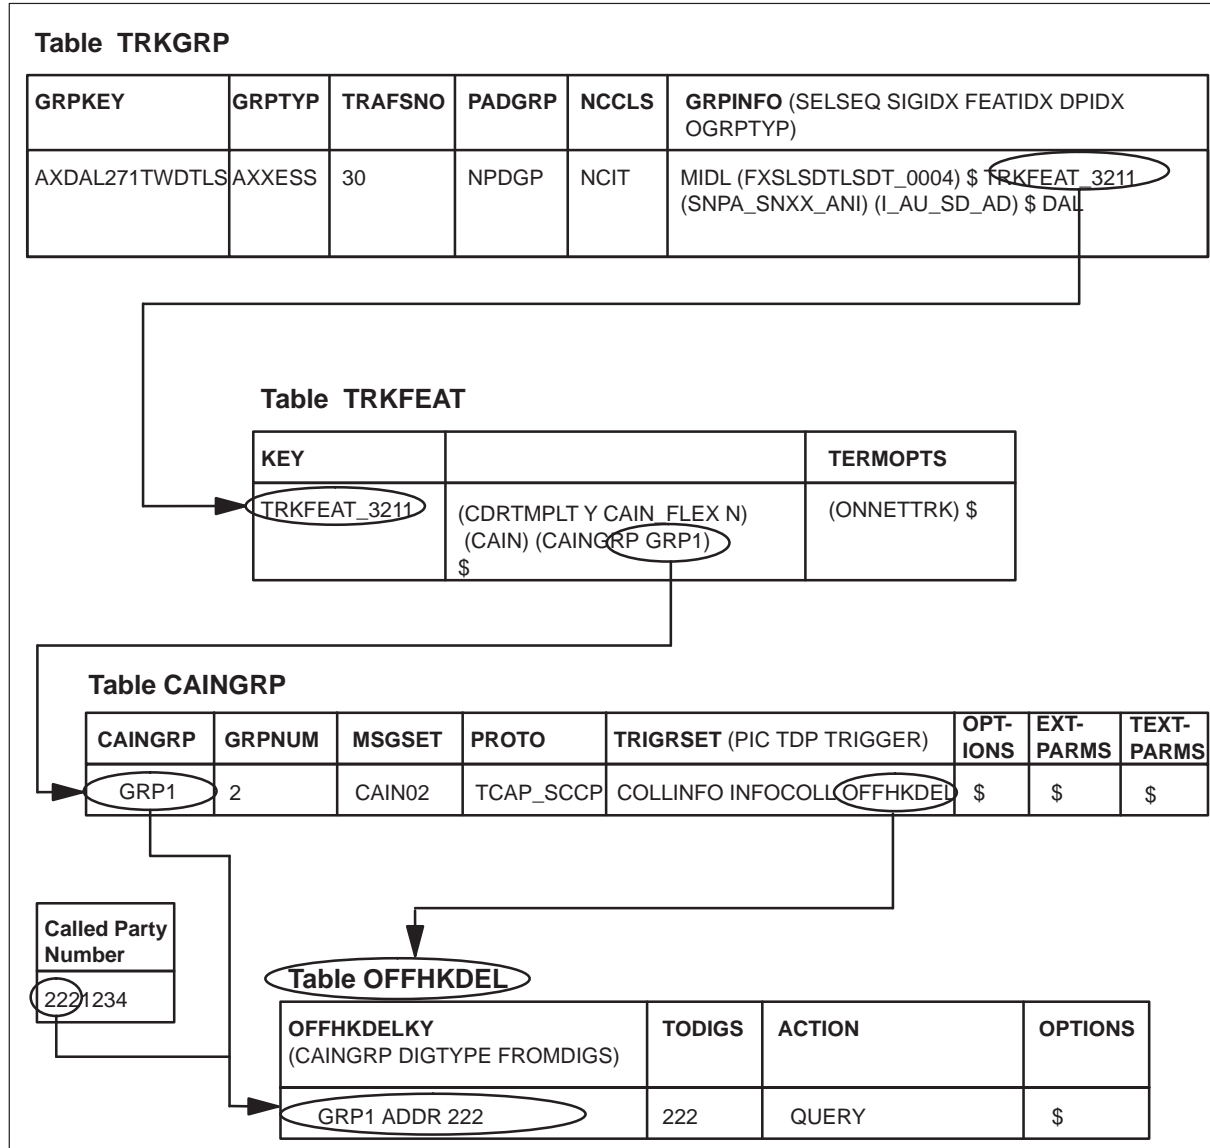 Table TRKGRP
GRPKEY GRPTYP TRAFSNO PADGRP NCCLS GRPINFO (SELSEQ SIGIDX FEATIDX DPIDX
OGRPTYP)
AXDAL271TWDTLS AXXESS 30 NPDGP NCIT MIDL (FXSLSDTLSDT_0004) $ TRKFEAT_3211
(SNPA_SNXX_ANI) (I_AU_SD_AD) $ DAL
Table TRKFEAT
KEY TERMOPTS
TRKFEAT_3211 (CDRTMPLT Y CAIN_FLEX N) (ONNETTRK) $
(CAIN) (CAINGRP GRP1)
$
Table CAINGRP
CAINGRP GRPNUM MSGSET PROTO TRIGRSET (PIC TDP TRIGGER) OPT-
IONS EXT-
PARMS TEXT-
PARMS
GRP1 2 CAIN02 TCAP_SCCP COLLINFO INFOCOLL OFFHKDEL $ $ $
Called Party
Number
2221234
Table OFFHKDEL
OFFHKDELKY TODIGS ACTION OPTIONS
(CAINGRP DIGTYPE FROMDIGS)
GRP1 ADDR 222 222 QUERY $